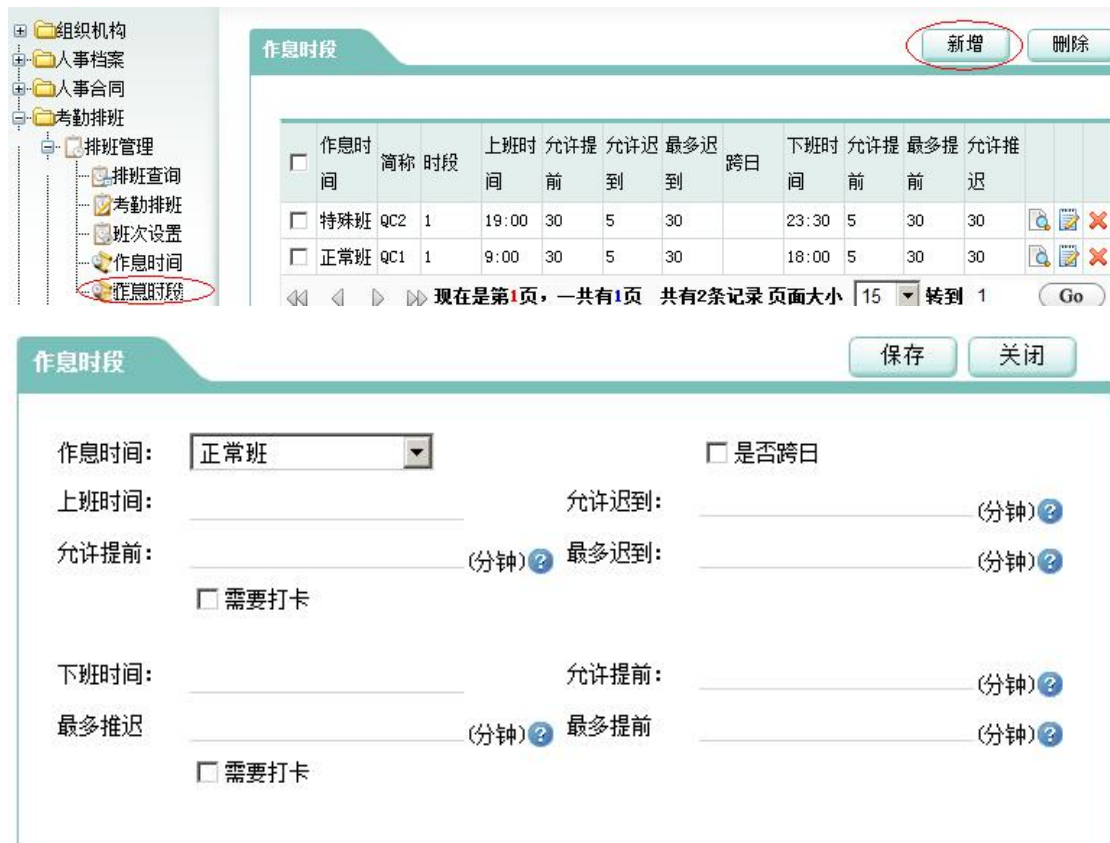 组织机构
人事档案
人事合同
考勤排班
排班管理
排班查询
考勤排班
班次设置
作息时间
作息时段
作息时段 新增 删除
作息时间 简称 时段 上班时间 允许提前 允许迟到 最多迟到 跨日 下班时间 允许提前 最多提前 允许推迟
特殊班 QC2 1 19:00 30 5 30 23:30 5 30 30
正常班 QC1 1 9:00 30 5 30 18:00 5 30 30
现在是第1页,一共有1页 共有2条记录 页面大小 15 转到 1 Go
作息时段 保存 关闭
作息时间: 正常班 是否跨日
上班时间: 允许迟到: (分钟)?
允许提前: (分钟)? 最多迟到: (分钟)?
需要打卡
下班时间: 允许提前: (分钟)?
最多推迟 (分钟)? 最多提前 (分钟)?
需要打卡